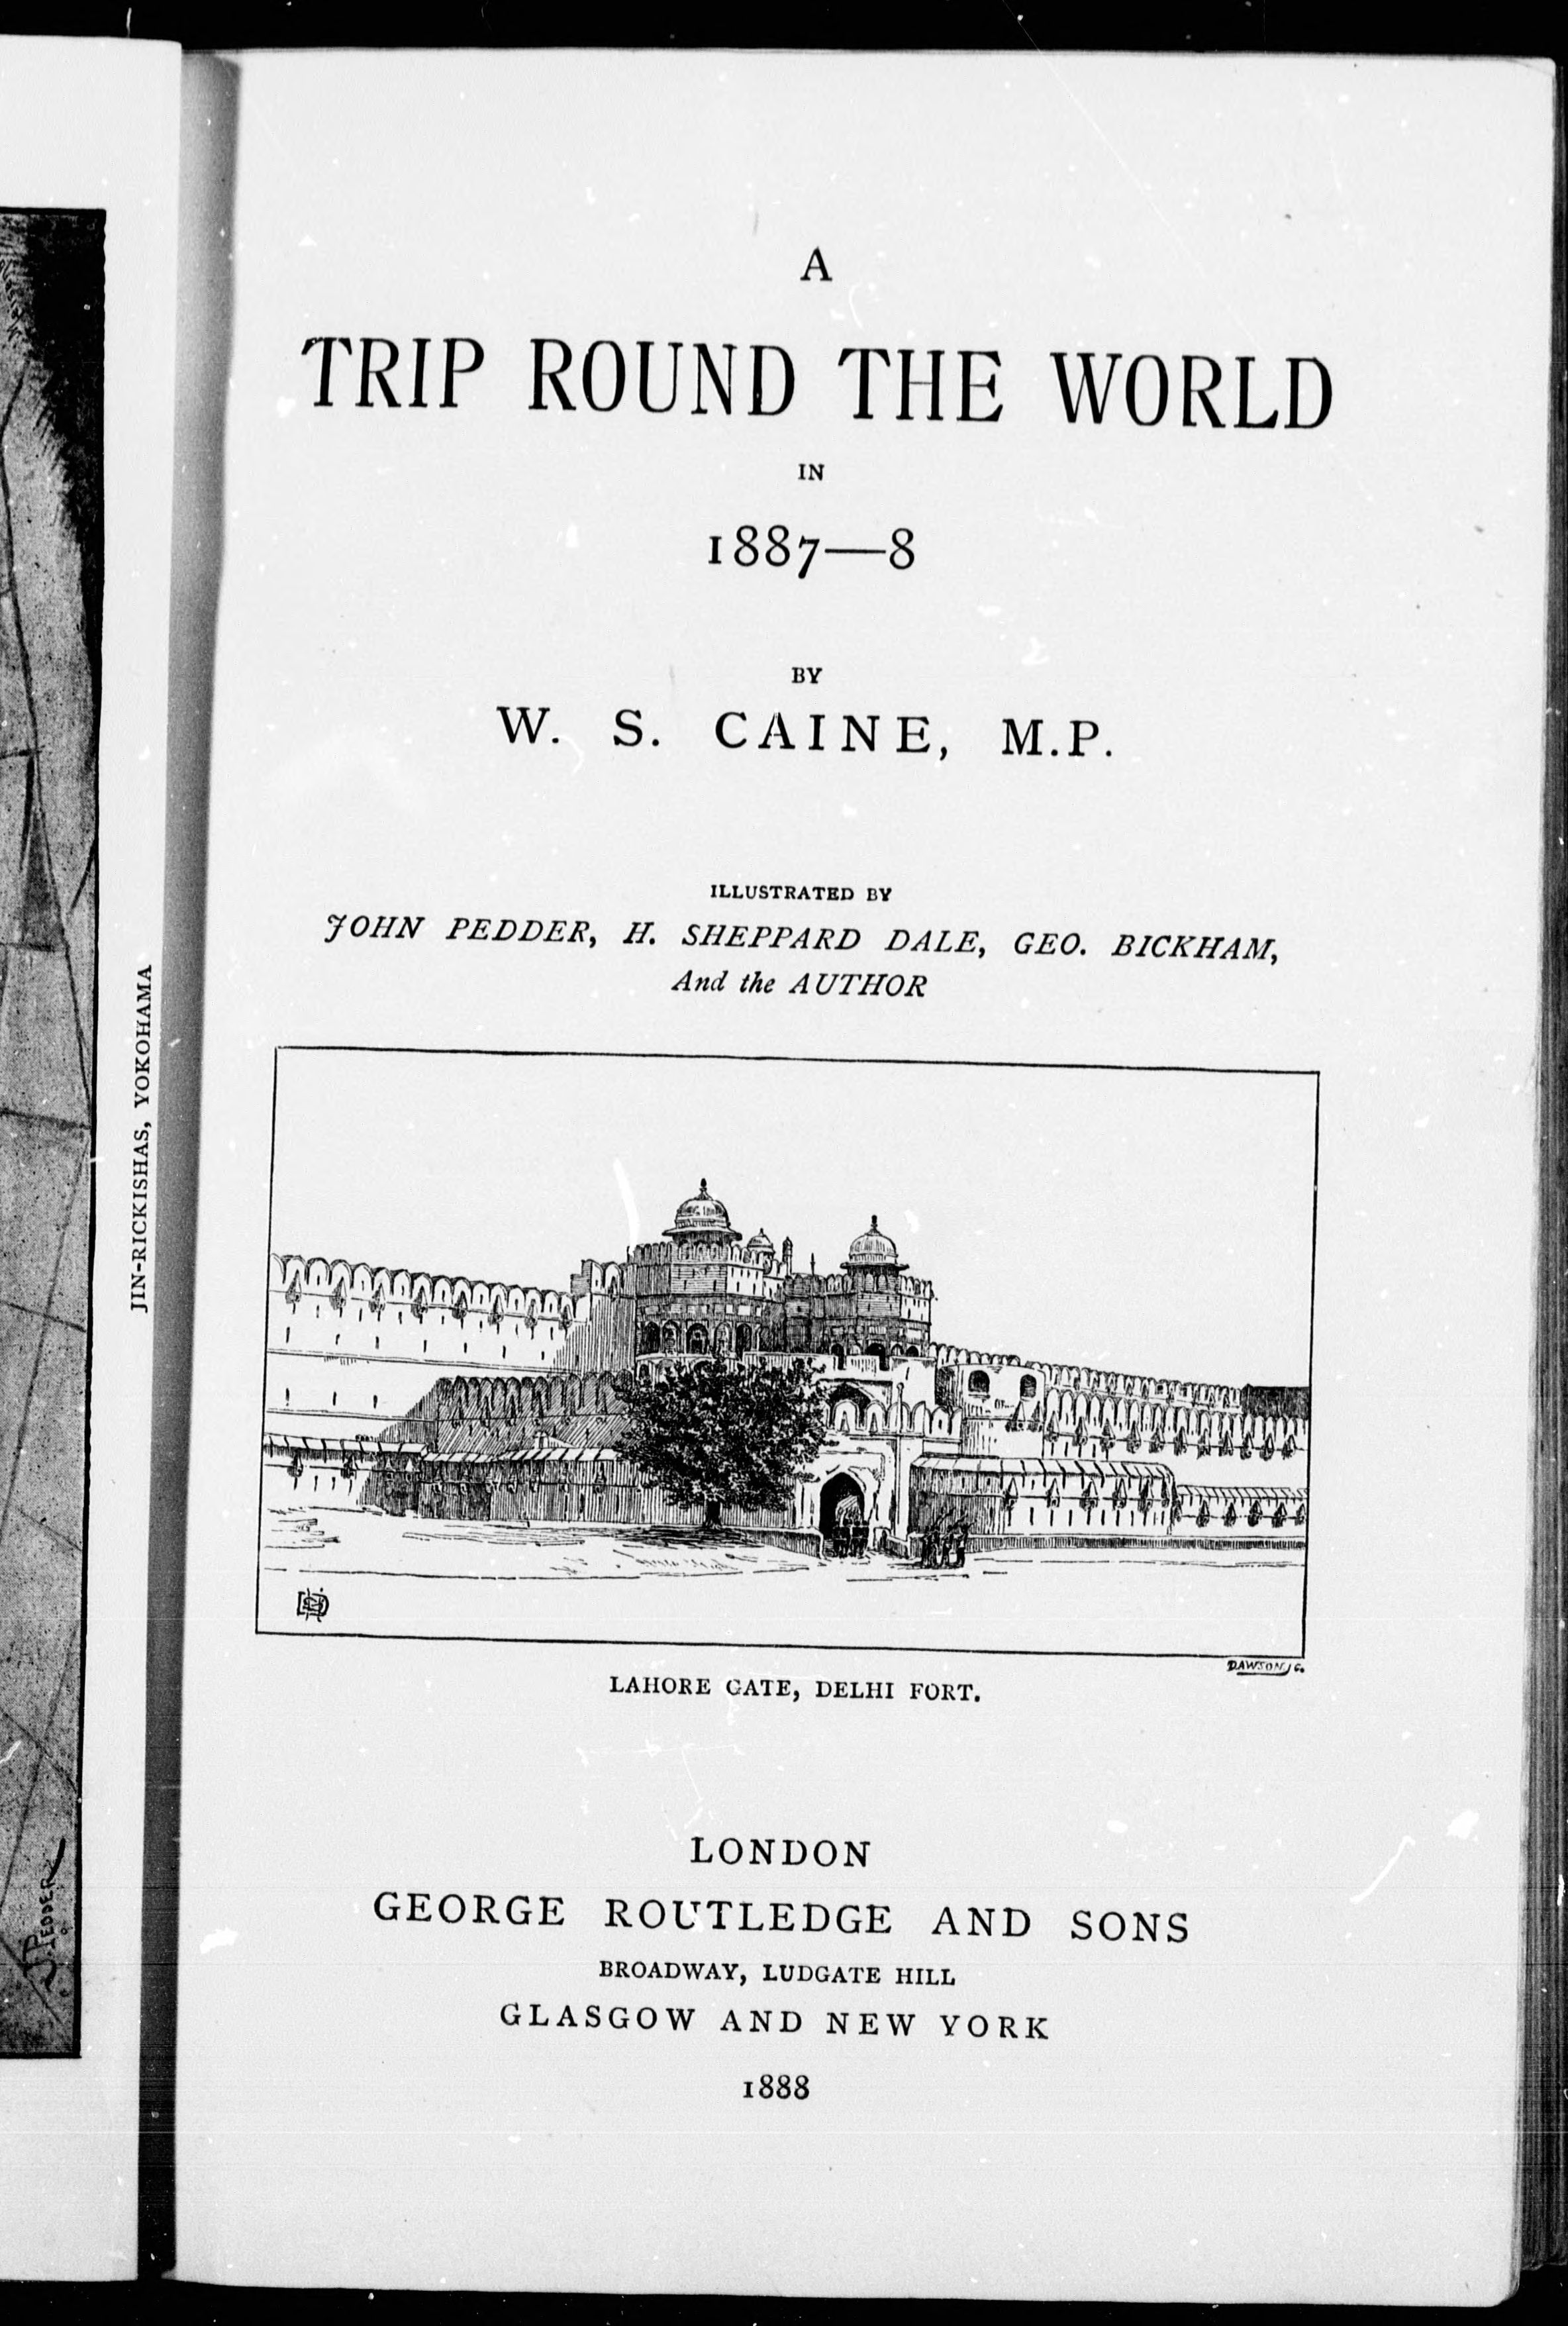 JIN-RICKISHAS, YOKOHAMA
J PEDDER
A
TRIP ROUND THE WORLD
IN
1887—8
BY
W. S. CAINE, M.P.
ILLUSTRATED BY
JOHN PEDDER, H. SHEPPARD DALE, GEO. BICKHAM,
And the AUTHOR
DAWSON
LAHORE GATE, DELHI FORT.
LONDON
GEORGE ROUTLEDGE AND SONS
BROADWAY, LUDGATE HILL
GLASGOW AND NEW YORK
1888